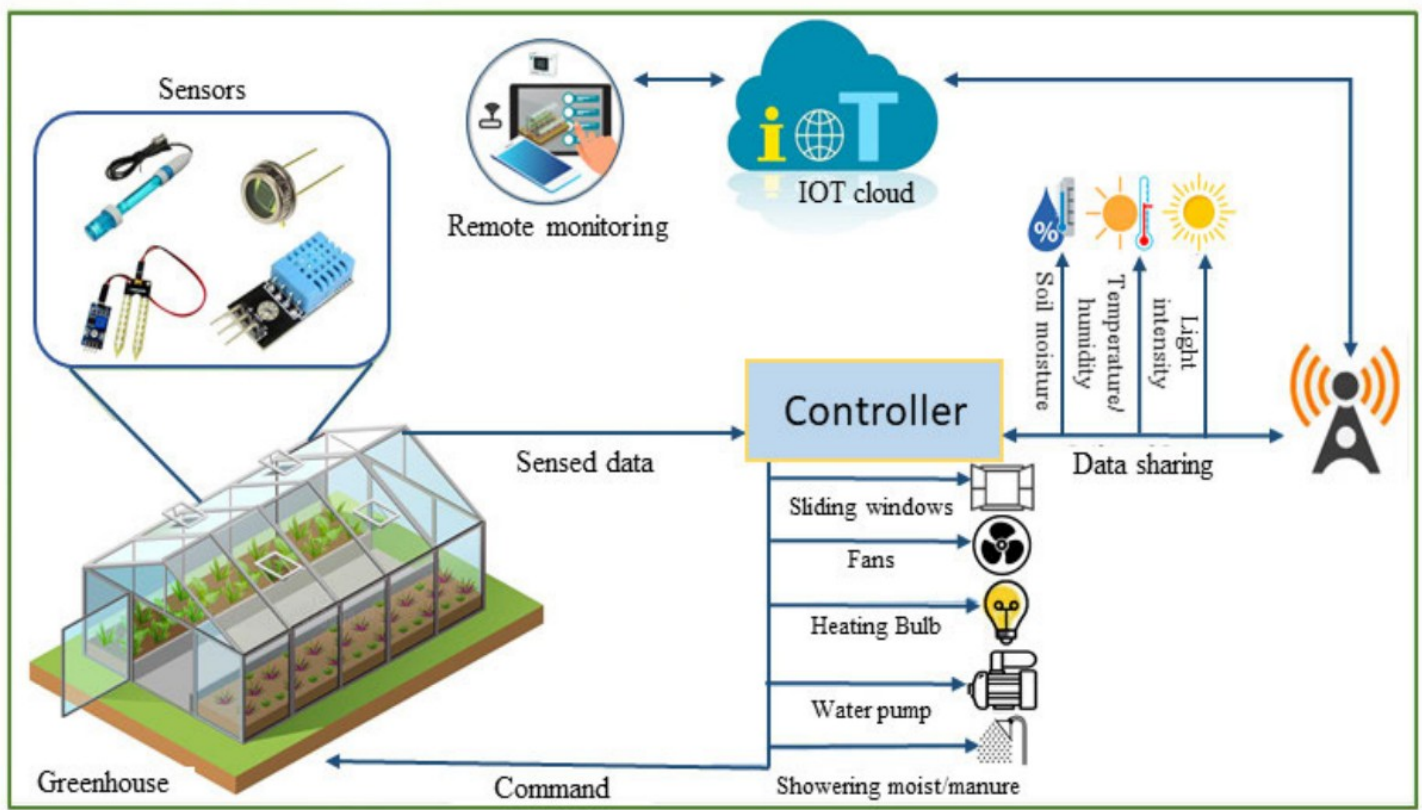 Sensors
iOT
IOT cloud
Remote monitoring
%
Soil moisture
Temperature/
humidity
Light
intensity
Controller
Sensed data
Data sharing
Sliding windows
Fans
Heating Bulb
Water pump
Showering moist/manure
Command
Greenhouse